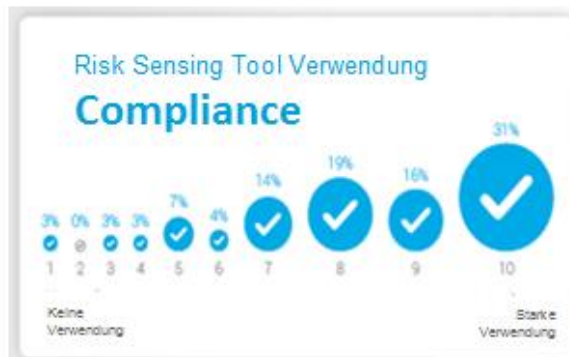 Risk Sensing Tool Verwendung
Compliance
31%
19%
16%
14%
7%
4%
3% 0% 3% 3%
1 2 3 4 5 6 7 8 9 10
Keine
Verwendung
Starke
Verwendung